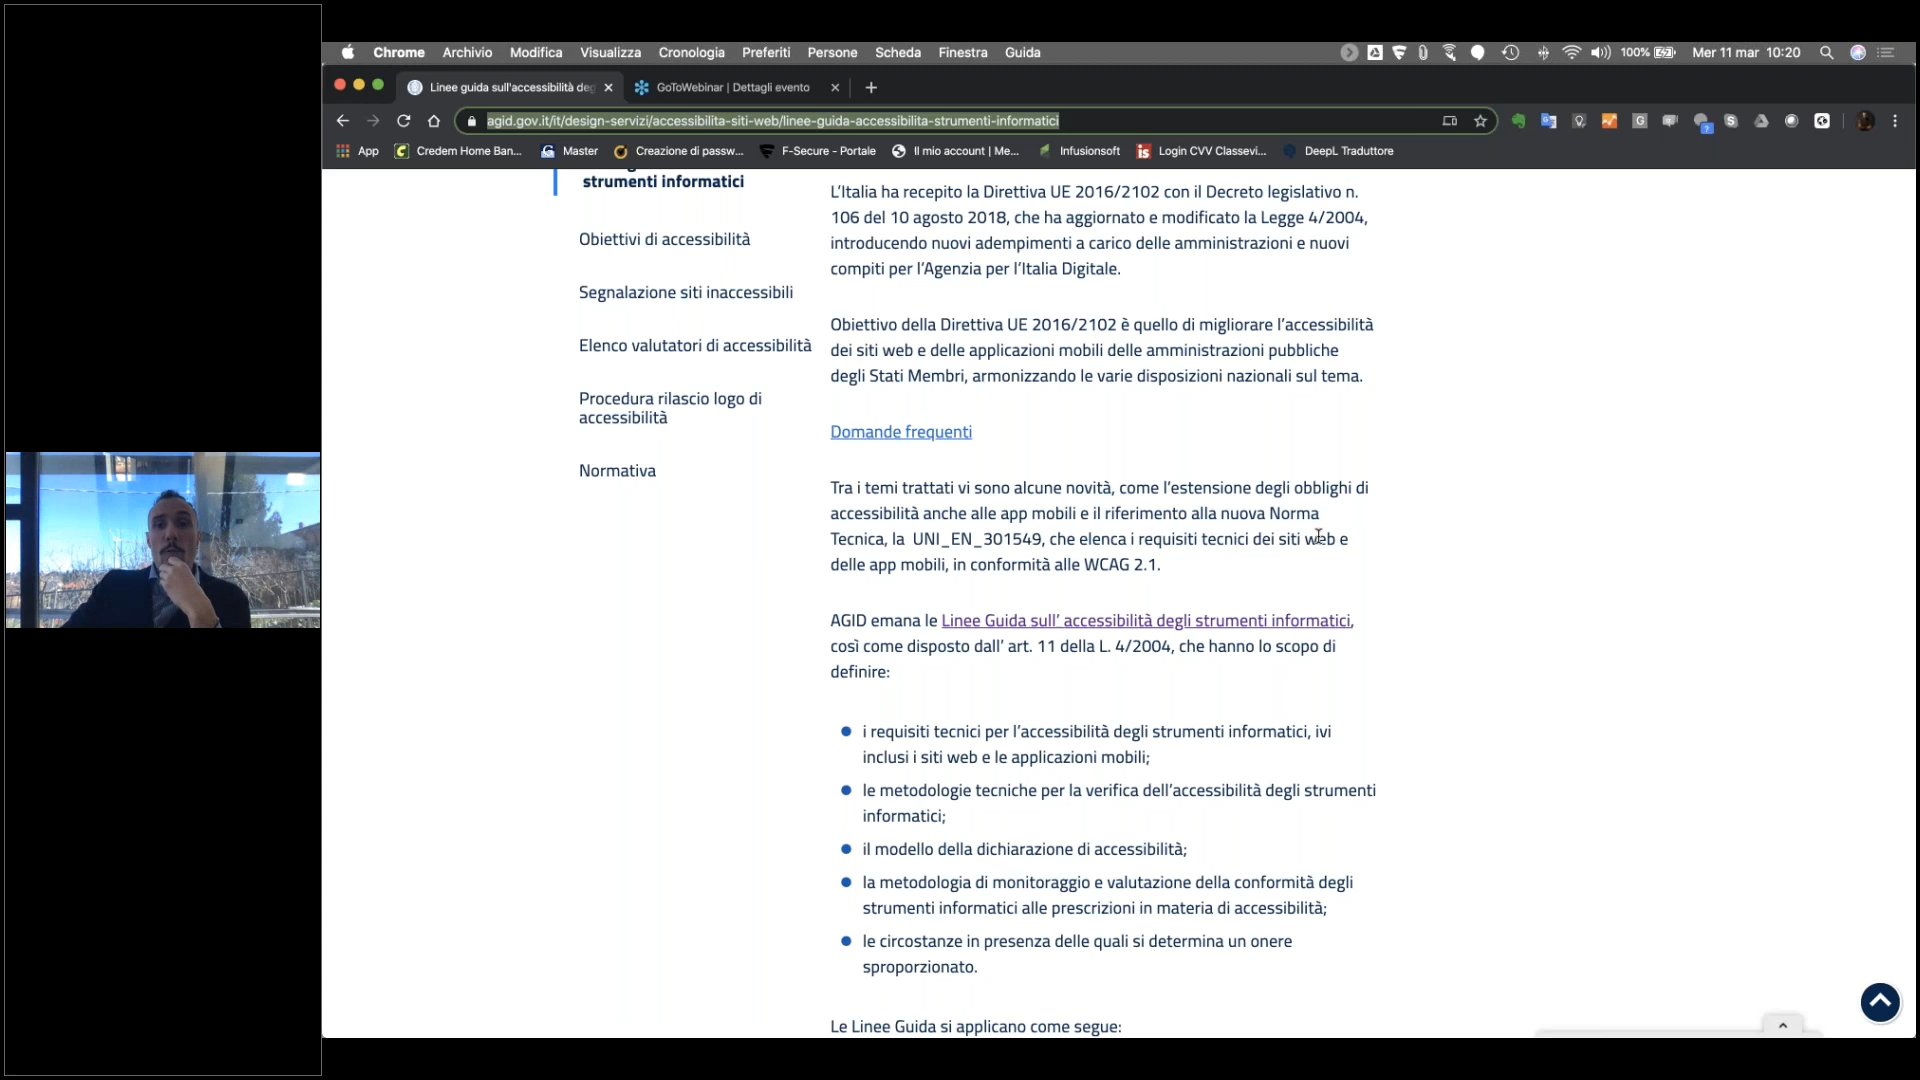 Chrome Archivio Modifica Visualizza Cronologia Preferiti Persone Scheda Finestra Guida 100% Mer 11 mar 10:20
Linee guida sull'accessibilità deg GoToWebinar | Dettagli evento
agid.gov.it/it/design-servizi/accessibilita-siti-web/linee-guida-accessibilita-strumenti-informatici
App Credem Home Ban... Master Creazione di passw... F-Secure - Portale Il mio account | Me... Infusionsoft Login CVV Classevi... DeepL Traduttore
strumenti informatici
Obiettivi di accessibilità
Segnalazione siti inaccessibili
Elenco valutatori di accessibilità
Procedura rilascio logo di
accessibilità
Normativa
L'Italia ha recepito la Direttiva UE 2016/2102 con il Decreto legislativo n.
106 del 10 agosto 2018, che ha aggiornato e modificato la Legge 4/2004,
introducendo nuovi adempimenti a carico delle amministrazioni e nuovi
compiti per l'Agenzia per l'Italia Digitale.
Obiettivo della Direttiva UE 2016/2102 è quello di migliorare l'accessibilità
dei siti web e delle applicazioni mobili delle amministrazioni pubbliche
degli Stati Membri, armonizzando le varie disposizioni nazionali sul tema.
Domande frequenti
Tra i temi trattati vi sono alcune novità, come l'estensione degli obblighi di
accessibilità anche alle app mobili e il riferimento alla nuova Norma
Tecnica, la UNI_EN_301549, che elenca i requisiti tecnici dei siti web e
delle app mobili, in conformità alle WCAG 2.1.
AGID emana le Linee Guida sull' accessibilità degli strumenti informatici,
così come disposto dall' art. 11 della L. 4/2004, che hanno lo scopo di
definire:
i requisiti tecnici per l'accessibilità degli strumenti informatici, ivi
inclusi i siti web e le applicazioni mobili;
le metodologie tecniche per la verifica dell'accessibilità degli strumenti
informatici;
il modello della dichiarazione di accessibilità;
la metodologia di monitoraggio e valutazione della conformità degli
strumenti informatici alle prescrizioni in materia di accessibilità;
le circostanze in presenza delle quali si determina un onere
sproporzionato.
Le Linee Guida si applicano come segue: